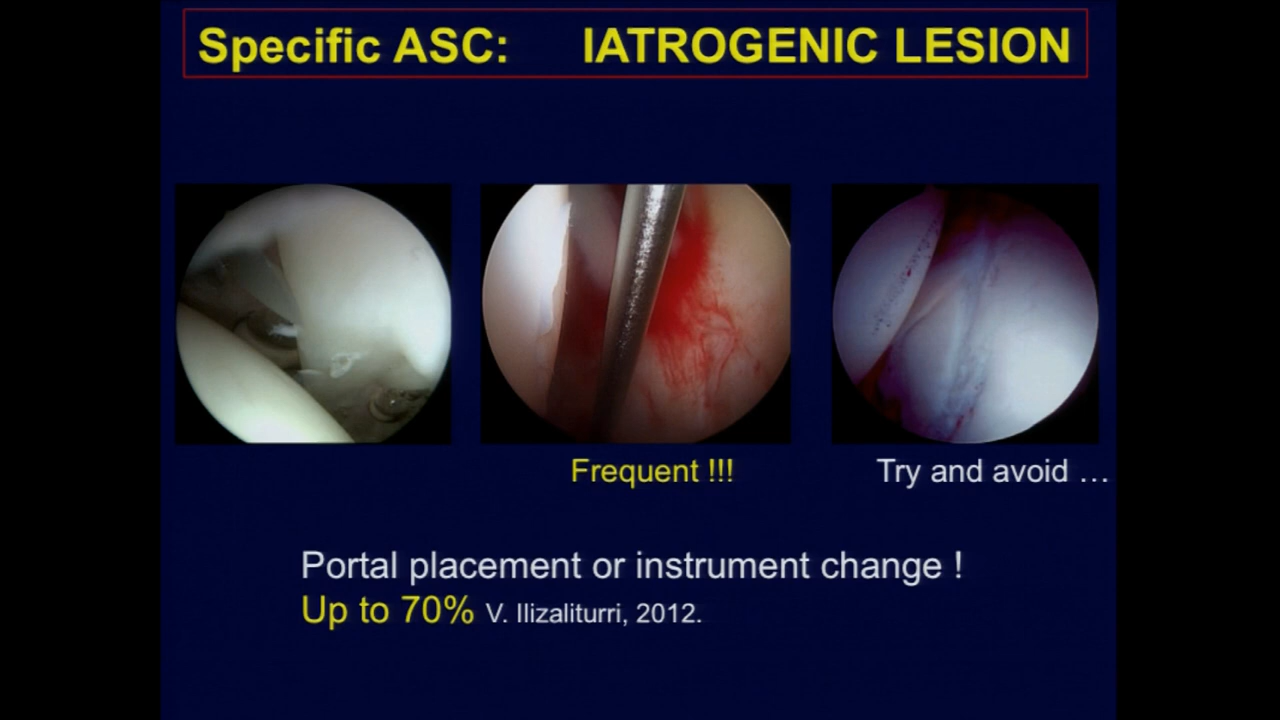 Specific ASC: IATROGENIC LESION
Frequent !!!
Try and avoid …
Portal placement or instrument change !
Up to 70% V. Ilizaliturri, 2012.